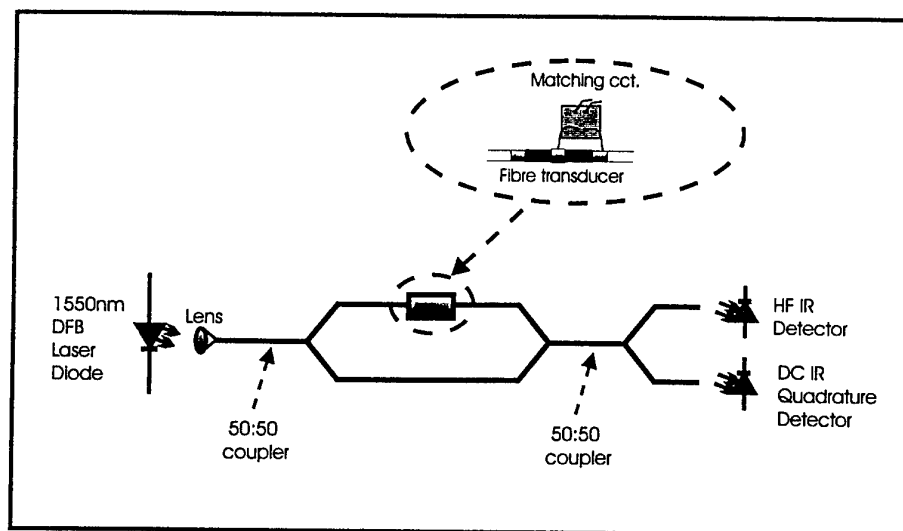 Matching cct.
Fibre transducer
1550nm
DFB
Laser
Diode
Lens
50:50
coupler
50:50
coupler
HF IR
Detector
DC IR
Quadrature
Detector